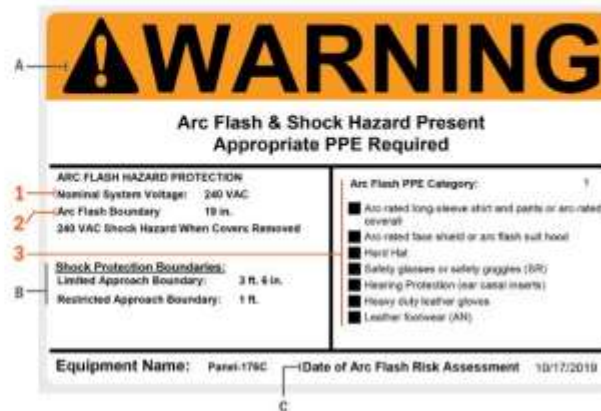 A
WARNING
Arc Flash & Shock Hazard Present
Appropriate PPE Required
ARC FLASH HAZARD PROTECTION
1
Nominal System Voltage: 240 VAC
2
Arc Flash Boundary 19 in.
240 VAC Shock Hazard When Covers Removed
3
B
Shock Protection Boundaries:
Limited Approach Boundary: 3 ft. 6 in.
Restricted Approach Boundary: 1 ft.
Arc Flash PPE Category: 1
Arc-rated long-sleeve shirt and pants or arc-rated
coverall
Arc-rated face shield or arc flash suit hood
Hard Hat
Safety glasses or safety goggles (SR)
Hearing Protection (ear canal inserts)
Heavy duty leather gloves
Leather footwear (AN)
Equipment Name: Panel-176C
Date of Arc Flash Risk Assessment 10/17/2019
C